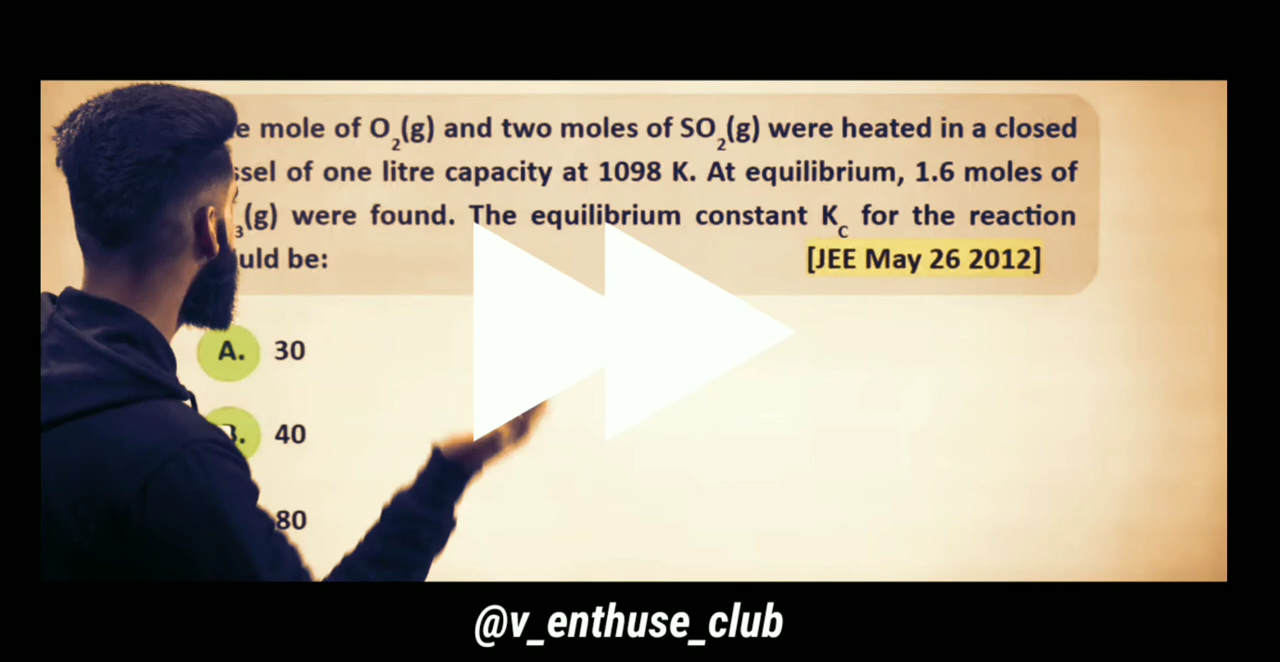 e mole of O₂(g) and two moles of SO₂(g) were heated in a closed
ssel of one litre capacity at 1098 K. At equilibrium, 1.6 moles of
₃(g) were found. The equilibrium constant K꜀ for the reaction
uld be: [JEE May 26 2012]
A. 30
B. 40
80
@v_enthuse_club